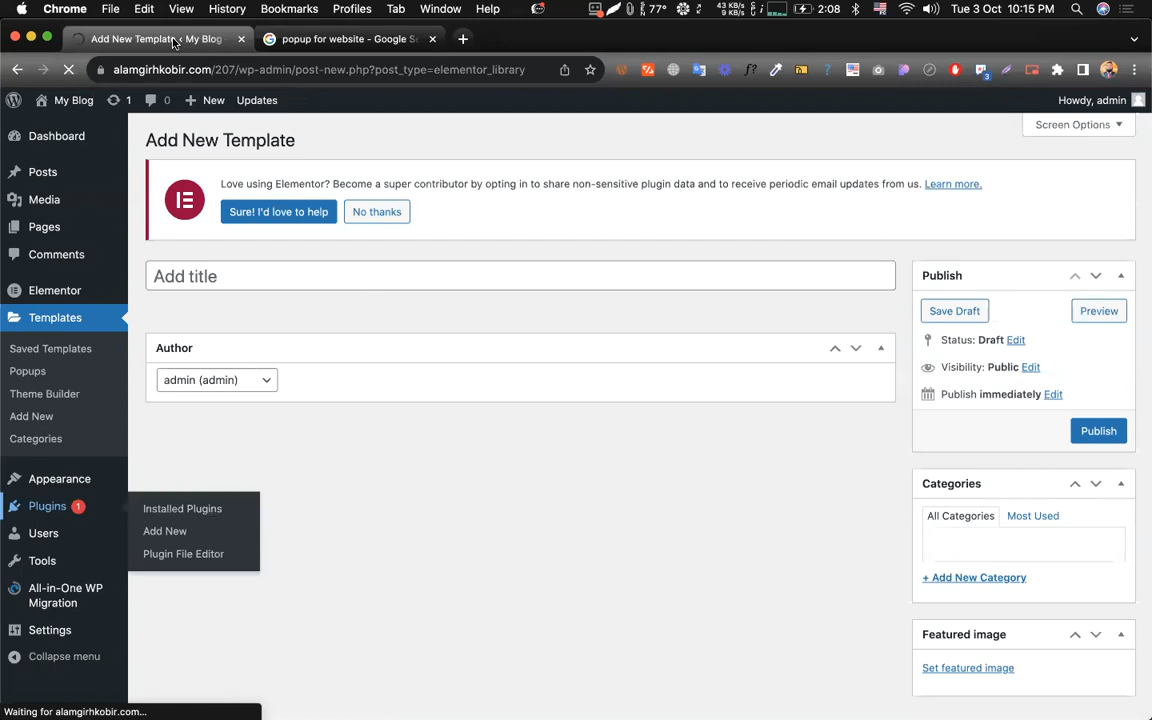 Chrome File Edit View History Bookmarks Profiles Tab Window Help 77° 43 KB/s 2:08 Tue 3 Oct 10:15 PM
Add New Template ‹ My Blog popup for website - Google Se
alamgirhkobir.com/207/wp-admin/post-new.php?post_type=elementor_library
My Blog 1 0 New Updates Howdy, admin
Screen Options
Dashboard
Posts
Media
Pages
Comments
Elementor
Templates
Saved Templates
Popups
Theme Builder
Add New
Categories
Appearance
Plugins 1
Users
Tools
All-in-One WP
Migration
Settings
Collapse menu
Installed Plugins
Add New
Plugin File Editor
Add New Template
Love using Elementor? Become a super contributor by opting in to share non-sensitive plugin data and to receive periodic email updates from us. Learn more.
Sure! I'd love to help No thanks
Add title
Author
admin (admin)
Publish
Save Draft Preview
Status: Draft Edit
Visibility: Public Edit
Publish immediately Edit
Publish
Categories
All Categories Most Used
+ Add New Category
Featured image
Set featured image
Waiting for alamgirhkobir.com...